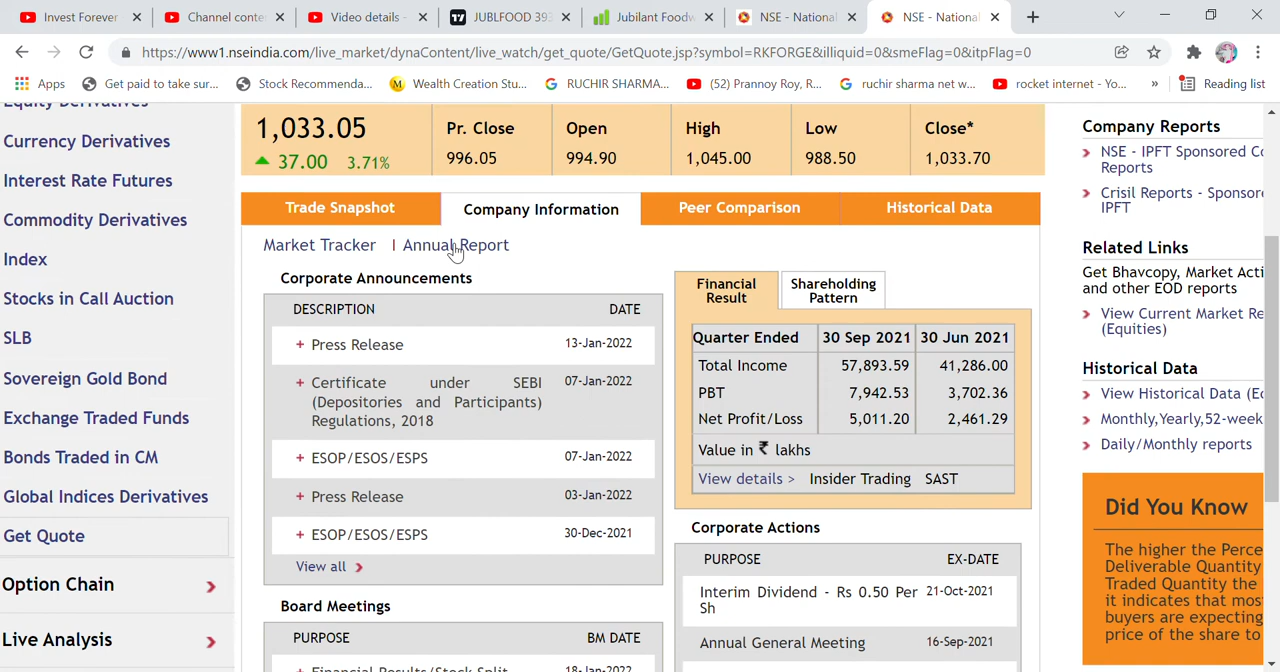 Invest Forever
Channel conte
Video details -
JUBLFOOD 393
Jubilant Foodw
NSE - National
NSE - National
https://www1.nseindia.com/live_market/dynaContent/live_watch/get_quote/GetQuote.jsp?symbol=RKFORGE&illiquid=0&smeFlag=0&itpFlag=0
Apps
Get paid to take sur...
Stock Recommenda...
Wealth Creation Stu...
RUCHIR SHARMA...
(52) Prannoy Roy, R...
ruchir sharma net w...
rocket internet - Yo...
»
Reading list
Equity Derivatives
Currency Derivatives
Interest Rate Futures
Commodity Derivatives
Index
Stocks in Call Auction
SLB
Sovereign Gold Bond
Exchange Traded Funds
Bonds Traded in CM
Global Indices Derivatives
Get Quote
Option Chain
Live Analysis
1,033.05
37.00 3.71%
Pr. Close
996.05
Open
994.90
High
1,045.00
Low
988.50
Close*
1,033.70
Trade Snapshot
Company Information
Peer Comparison
Historical Data
Market Tracker | Annual Report
Corporate Announcements
DESCRIPTION DATE
+ Press Release 13-Jan-2022
+ Certificate under SEBI 07-Jan-2022
(Depositories and Participants)
Regulations, 2018
+ ESOP/ESOS/ESPS 07-Jan-2022
+ Press Release 03-Jan-2022
+ ESOP/ESOS/ESPS 30-Dec-2021
View all
Board Meetings
PURPOSE BM DATE
Financial Results/Stock Split 18-Jan-2022
Financial
Result
Shareholding
Pattern
Quarter Ended 30 Sep 2021 30 Jun 2021
Total Income 57,893.59 41,286.00
PBT 7,942.53 3,702.36
Net Profit/Loss 5,011.20 2,461.29
Value in ₹ lakhs
View details > Insider Trading SAST
Corporate Actions
PURPOSE EX-DATE
Interim Dividend - Rs 0.50 Per 21-Oct-2021
Sh
Annual General Meeting 16-Sep-2021
Company Reports
NSE - IPFT Sponsored Co
Reports
Crisil Reports - Sponsore
IPFT
Related Links
Get Bhavcopy, Market Acti
and other EOD reports
View Current Market Re
(Equities)
Historical Data
View Historical Data (E
Monthly,Yearly,52-week
Daily/Monthly reports
Did You Know
The higher the Perce
Deliverable Quantity
Traded Quantity the
it indicates that mos
buyers are expecting
price of the share to